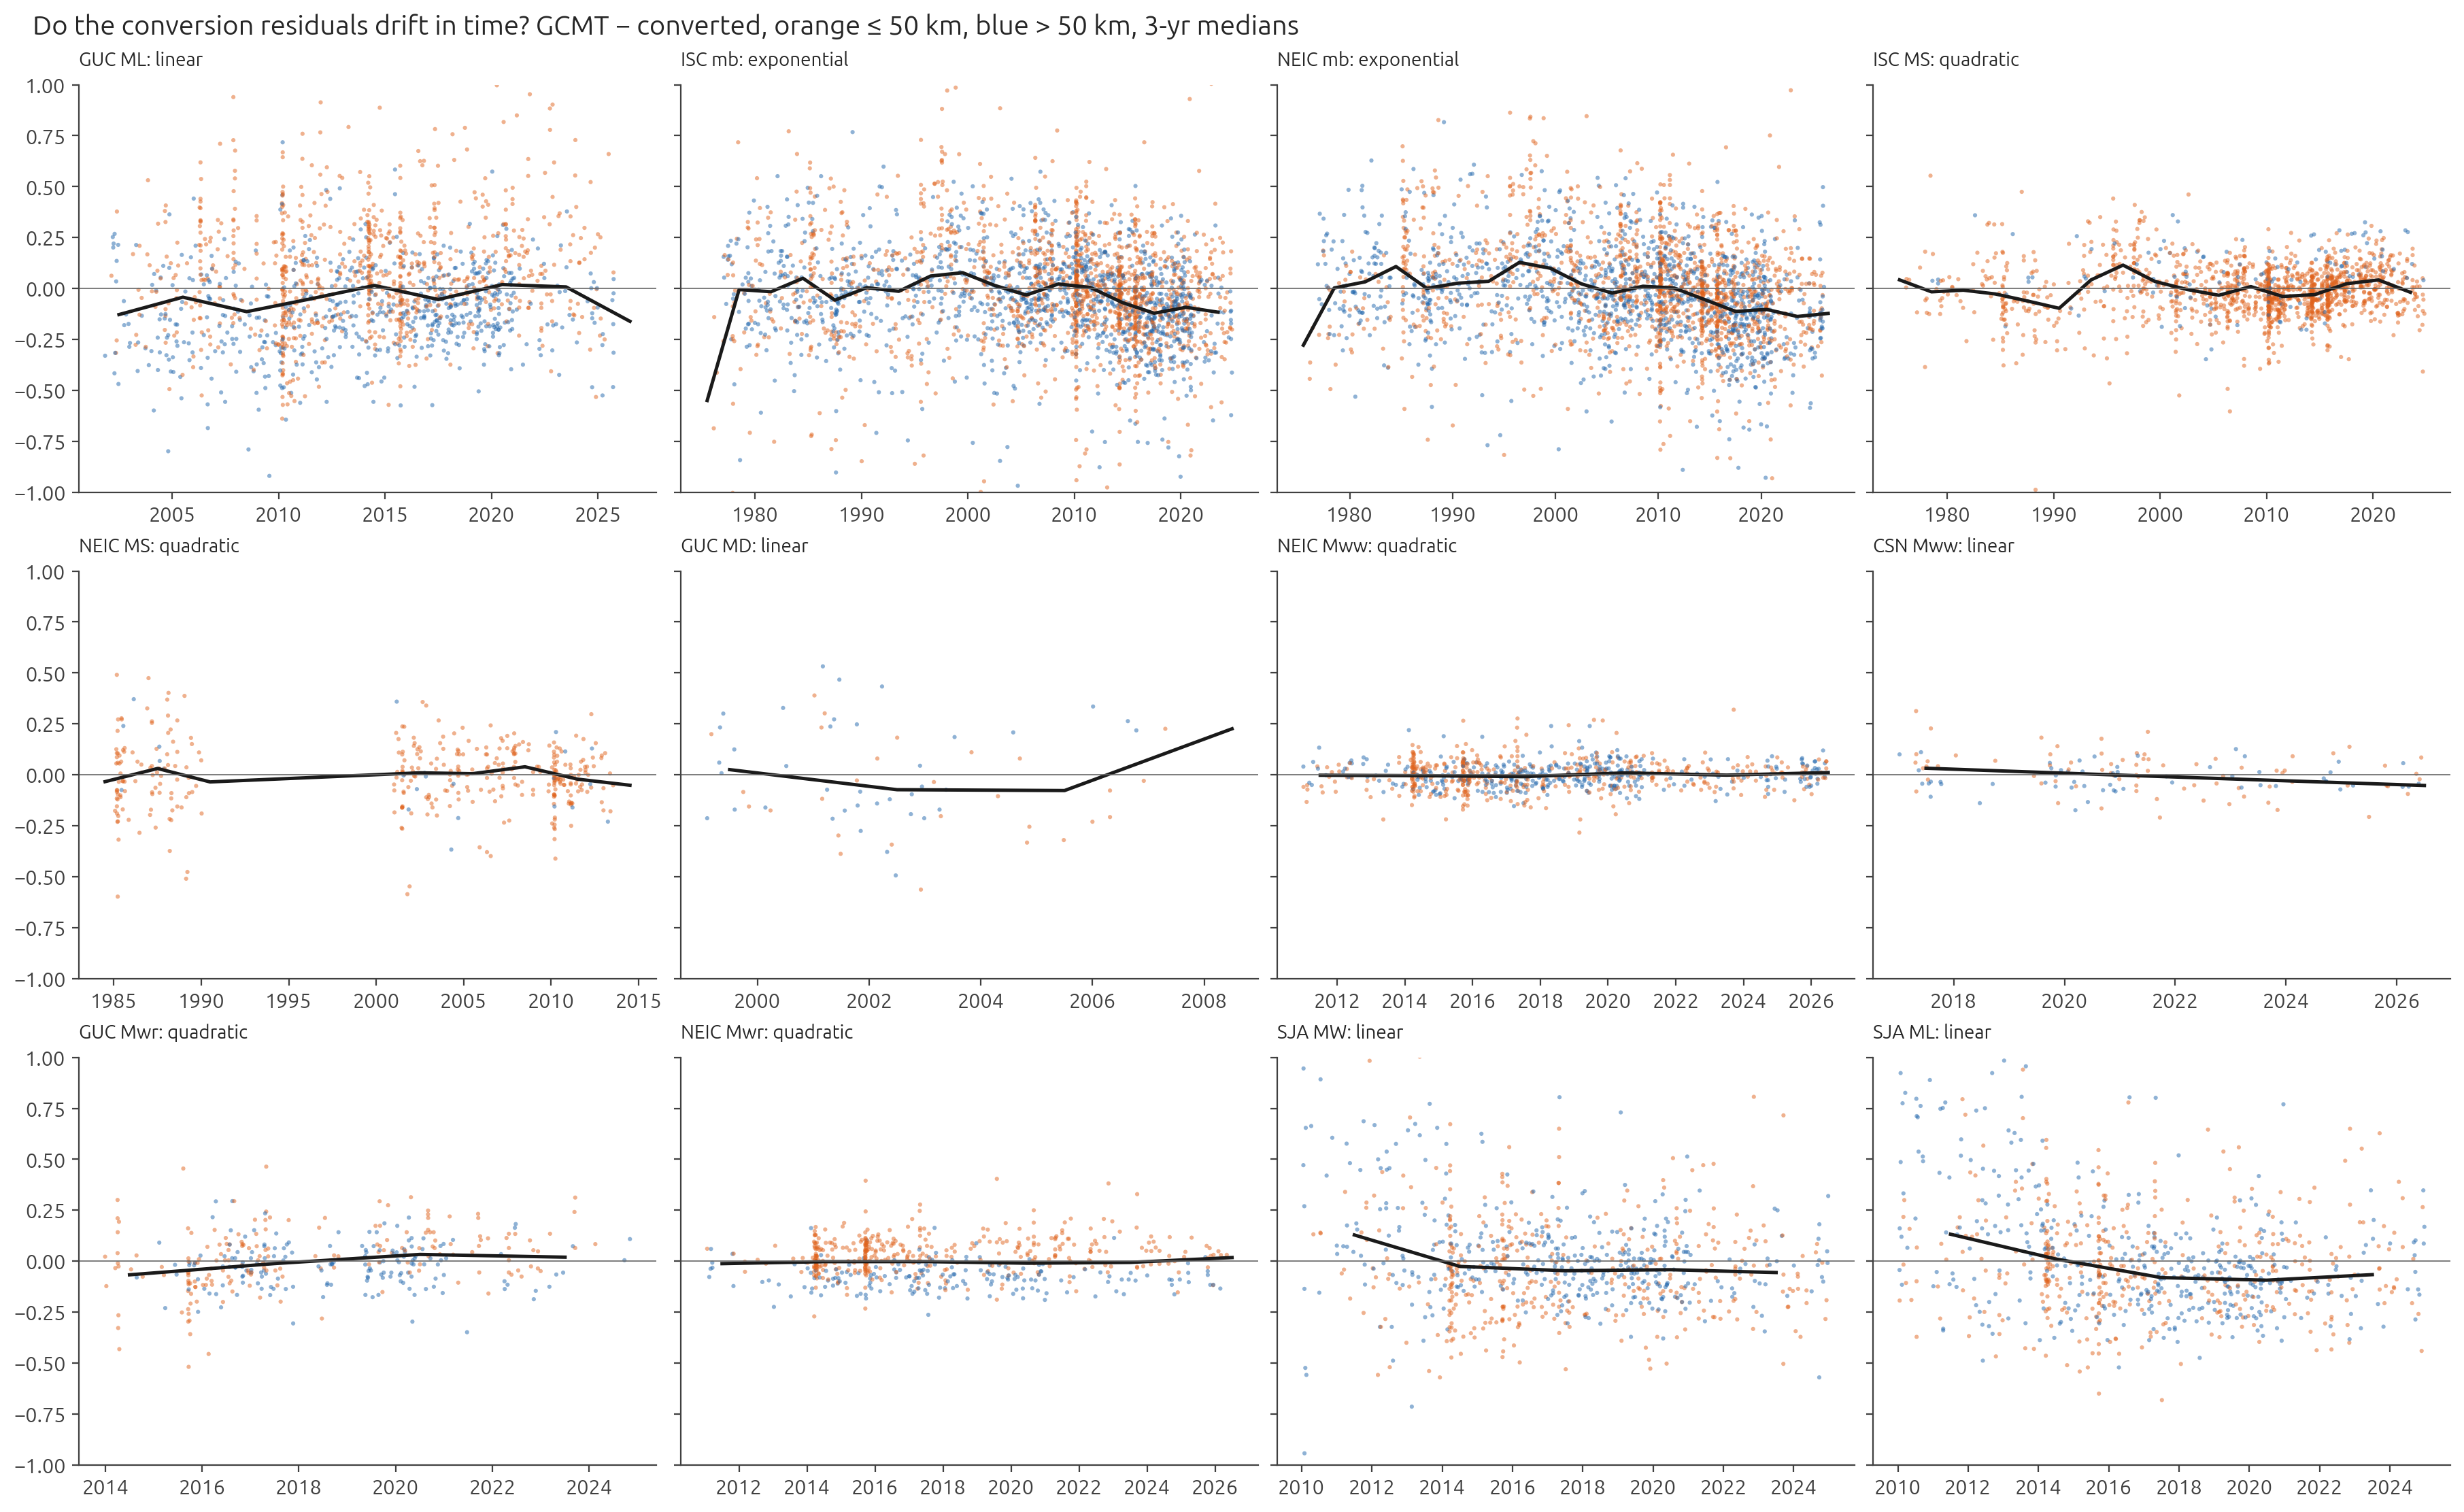 Do the conversion residuals drift in time? GCMT – converted, orange ≤ 50 km, blue > 50 km, 3-yr medians
GUC ML: linear
ISC mb: exponential
NEIC mb: exponential
ISC MS: quadratic
1.00
0.75
0.50
0.25
0.00
−0.25
−0.50
−0.75
−1.00
2005 2010 2015 2020 2025
1980 1990 2000 2010 2020
1980 1990 2000 2010 2020
1980 1990 2000 2010 2020
NEIC MS: quadratic
GUC MD: linear
NEIC Mww: quadratic
CSN Mww: linear
1.00
0.75
0.50
0.25
0.00
−0.25
−0.50
−0.75
−1.00
1985 1990 1995 2000 2005 2010 2015
2000 2002 2004 2006 2008
2012 2014 2016 2018 2020 2022 2024 2026
2018 2020 2022 2024 2026
GUC Mwr: quadratic
NEIC Mwr: quadratic
SJA MW: linear
SJA ML: linear
1.00
0.75
0.50
0.25
0.00
−0.25
−0.50
−0.75
−1.00
2014 2016 2018 2020 2022 2024
2012 2014 2016 2018 2020 2022 2024 2026
2010 2012 2014 2016 2018 2020 2022 2024
2010 2012 2014 2016 2018 2020 2022 2024